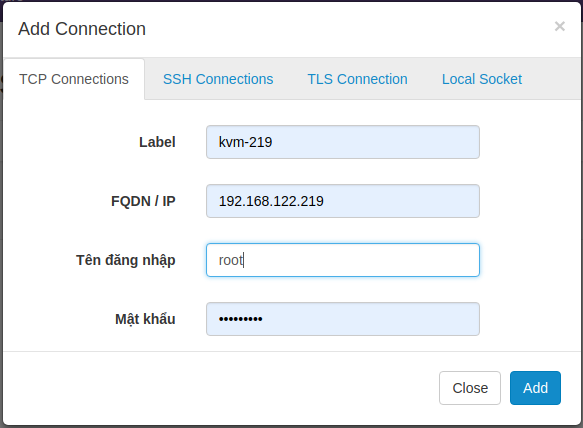 Add Connection ×
TCP Connections SSH Connections TLS Connection Local Socket
Label kvm-219
FQDN / IP 192.168.122.219
Tên đăng nhập root
Mật khẩu •••••••••
Close Add